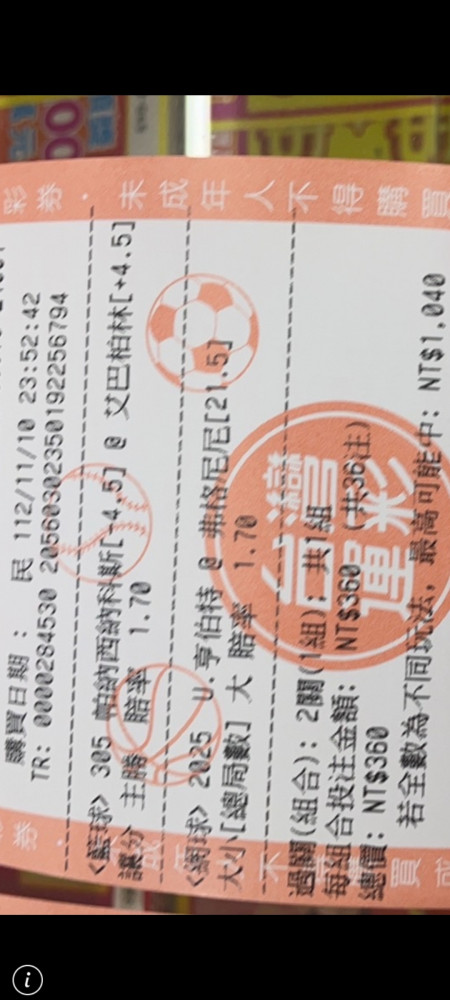 彩券．未成年人不得購買
購買日期： 民 112/11/10 23:52:42
TR: 0000284530 205603023501922567​94
<籃球> 305 帕納西納科斯[-4.5] @ 艾巴柏林[+4.5]
讓分 主勝 賠率 1.70
<網球> 2025 U.亨伯特 @ 弗格尼尼[21.5]
大小[總局數] 大 賠率 1.70
台灣
運彩
過關(組合): 2關(1組): 共1組
每組合投注金額: NT$360 (共36注)
總價: NT$360
若全數為不同玩法, 最高可能中: NT$1,040